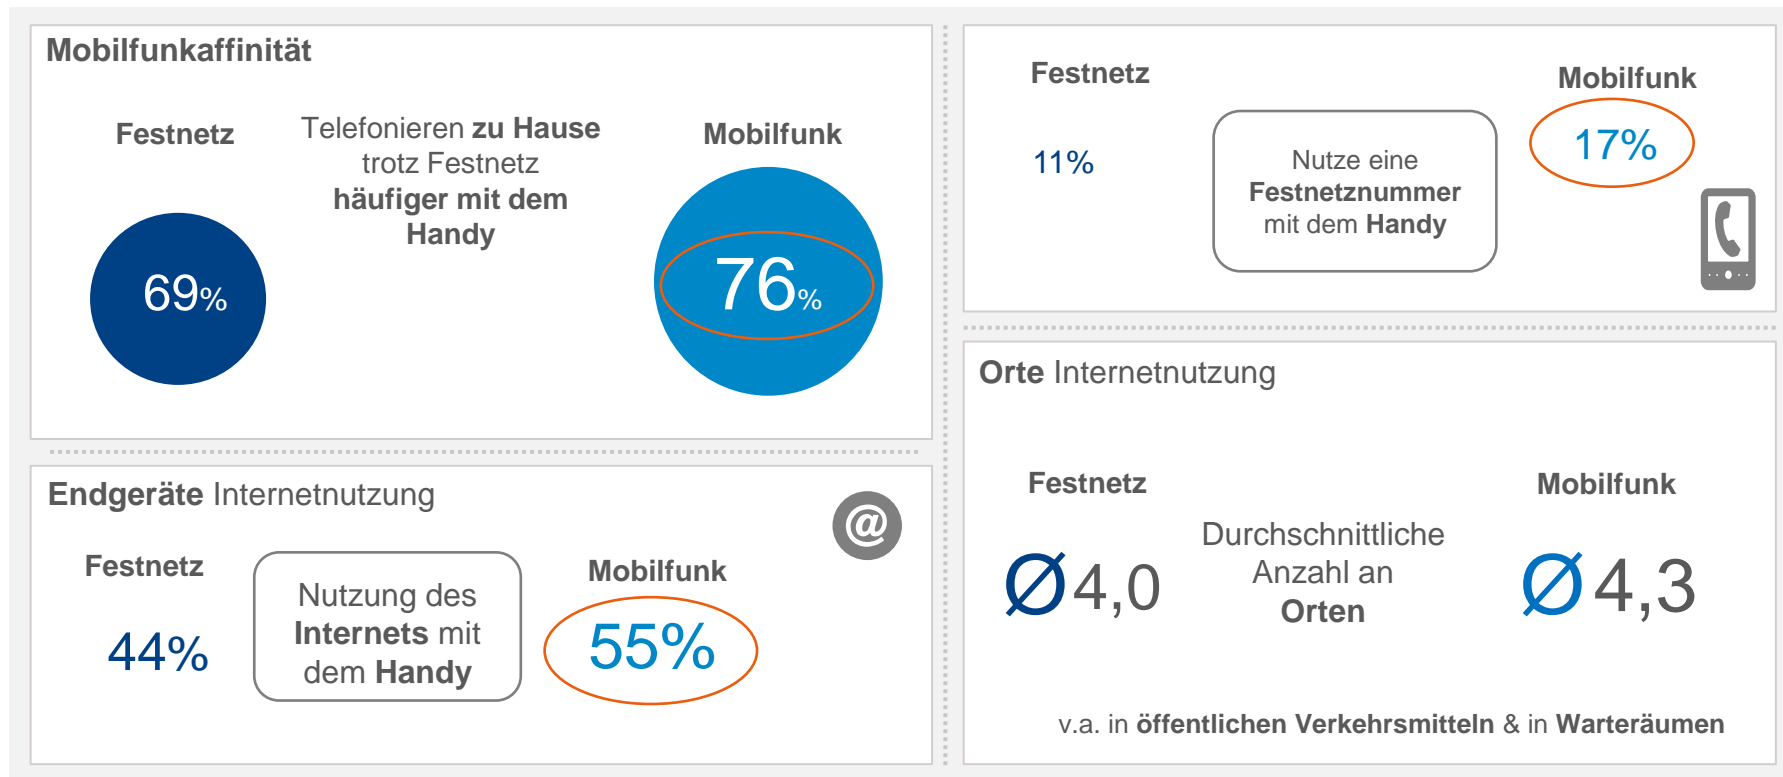 Mobilfunkaffinität
Festnetz
Telefonieren zu Hause
trotz Festnetz
häufiger mit dem
Handy
Mobilfunk
69%
76%
Festnetz
Mobilfunk
11%
Nutze eine
Festnetznummer
mit dem Handy
17%
Endgeräte Internetnutzung
@
Festnetz
Nutzung des
Internets mit
dem Handy
Mobilfunk
44%
55%
Orte Internetnutzung
Festnetz
Mobilfunk
Durchschnittliche
Anzahl an
Orten
Ø4,0
Ø4,3
v.a. in öffentlichen Verkehrsmitteln & in Warteräumen